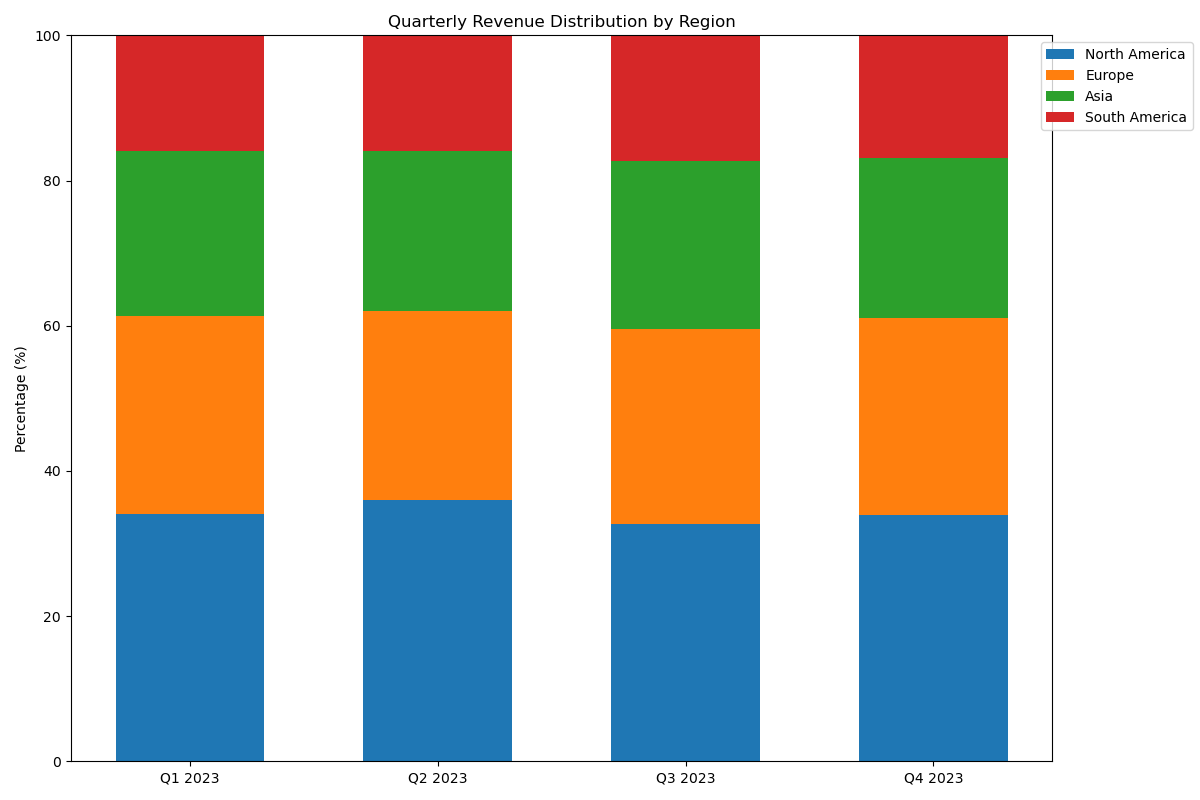 Quarterly Revenue Distribution by Region
100
80
60
40
20
0
Percentage (%)
Q1 2023
Q2 2023
Q3 2023
Q4 2023
North America
Europe
Asia
South America